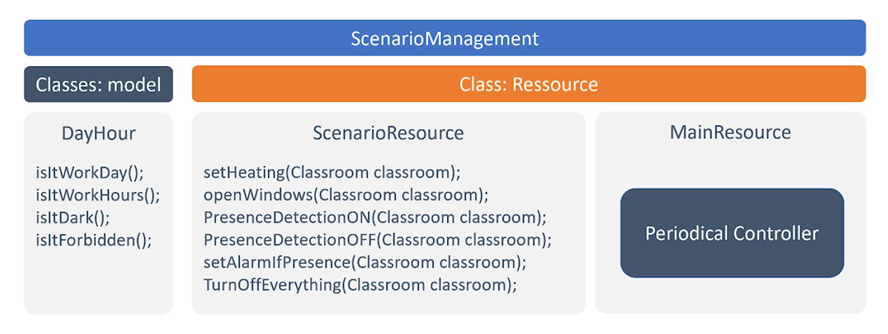 ScenarioManagement
Classes: model
Class: Ressource
DayHour
isItWorkDay();
isItWorkHours();
isItDark();
isItForbidden();
ScenarioResource
setHeating(Classroom classroom);
openWindows(Classroom classroom);
PresenceDetectionON(Classroom classroom);
PresenceDetectionOFF(Classroom classroom);
setAlarmIfPresence(Classroom classroom);
TurnOffEverything(Classroom classroom);
MainResource
Periodical Controller